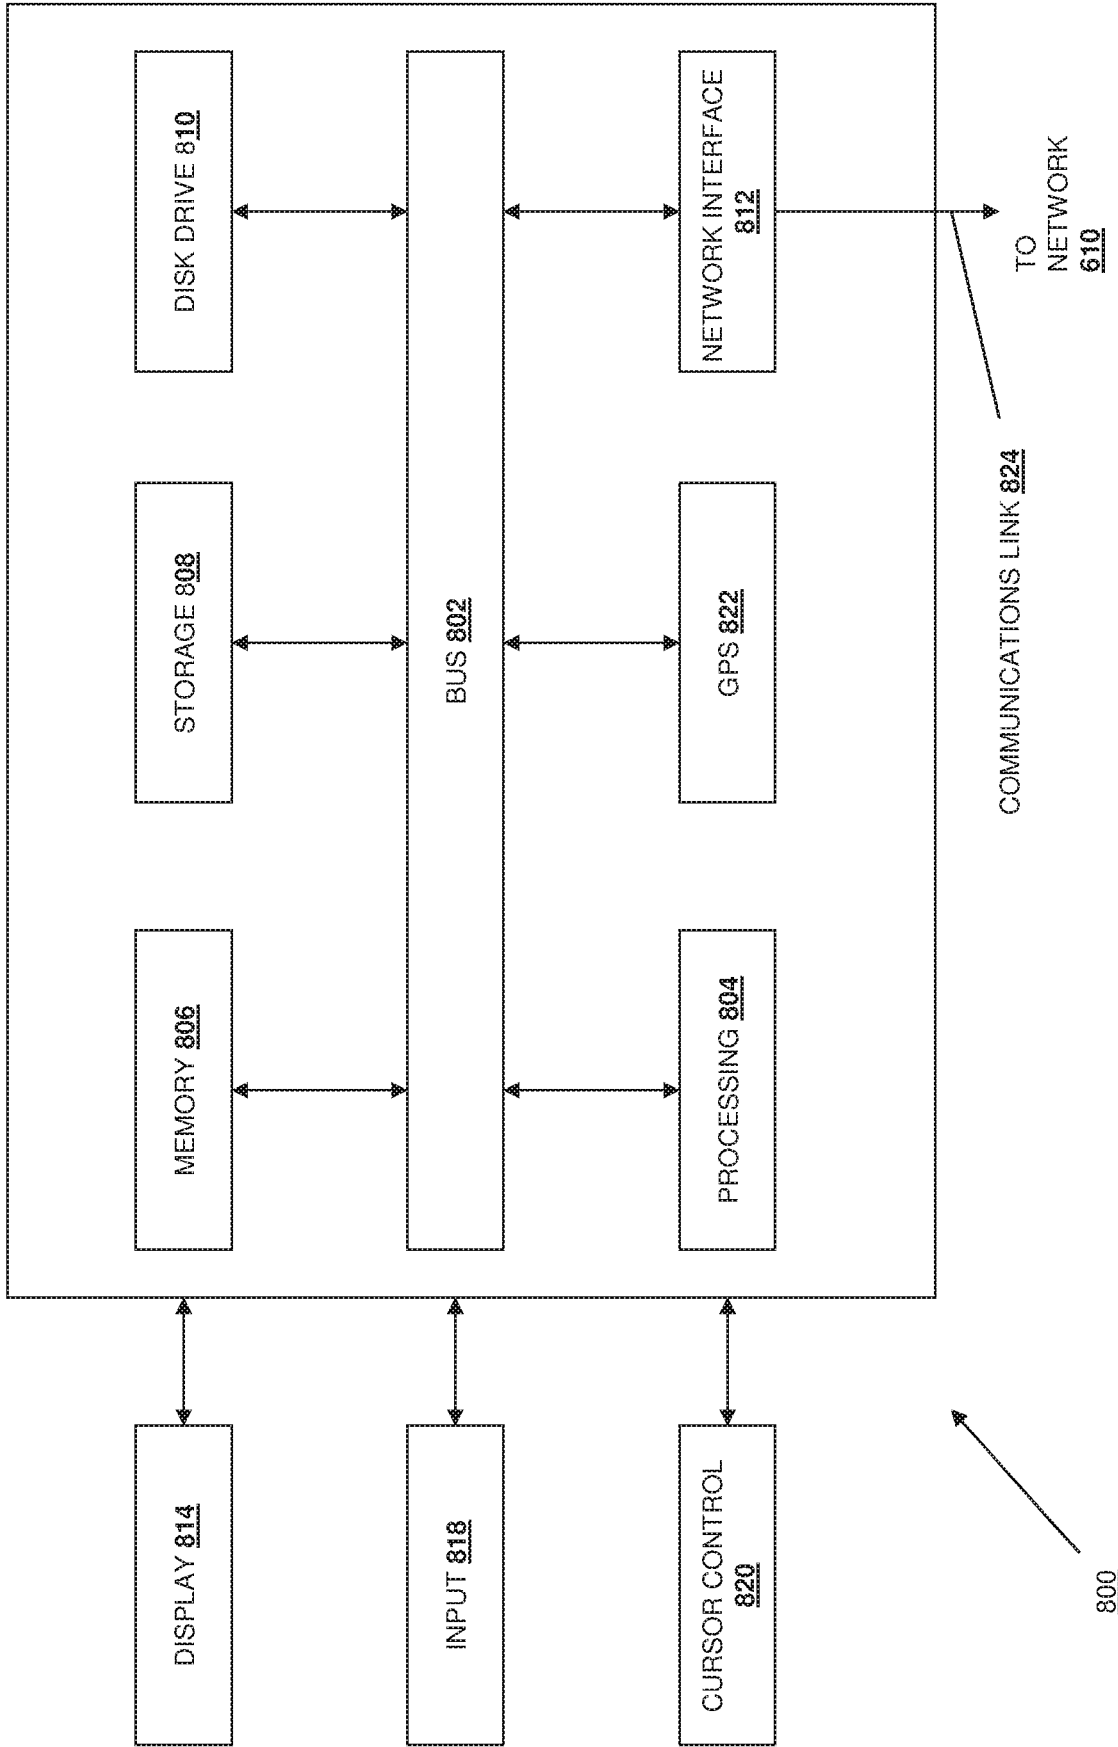 DISPLAY 814
MEMORY 806
STORAGE 808
DISK DRIVE 810
INPUT 818
BUS 802
CURSOR CONTROL
820
PROCESSING 804
GPS 822
NETWORK INTERFACE
812
COMMUNICATIONS LINK 824
TO
NETWORK
610
800